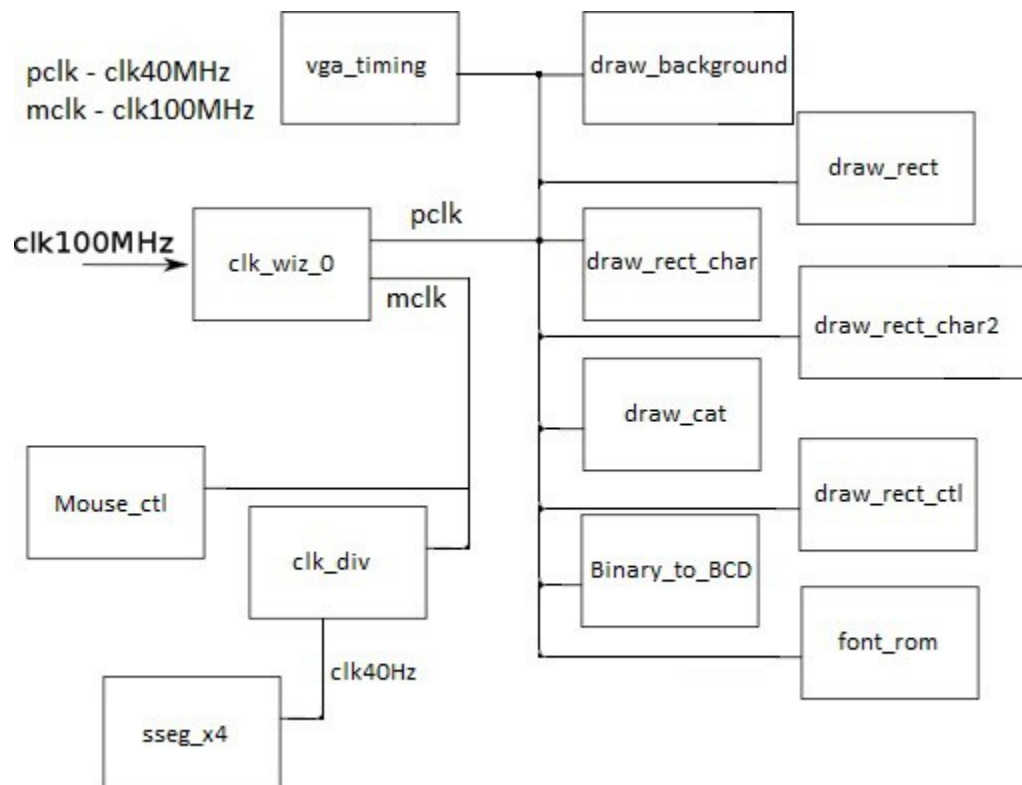 vga_timing
draw_background
pclk - clk40MHz
mclk - clk100MHz
draw_rect
pclk
clk100MHz
clk_wiz_0
draw_rect_char
mclk
draw_rect_char2
draw_cat
Mouse_ctl
draw_rect_ctl
clk_div
Binary_to_BCD
font_rom
clk40Hz
sseg_x4